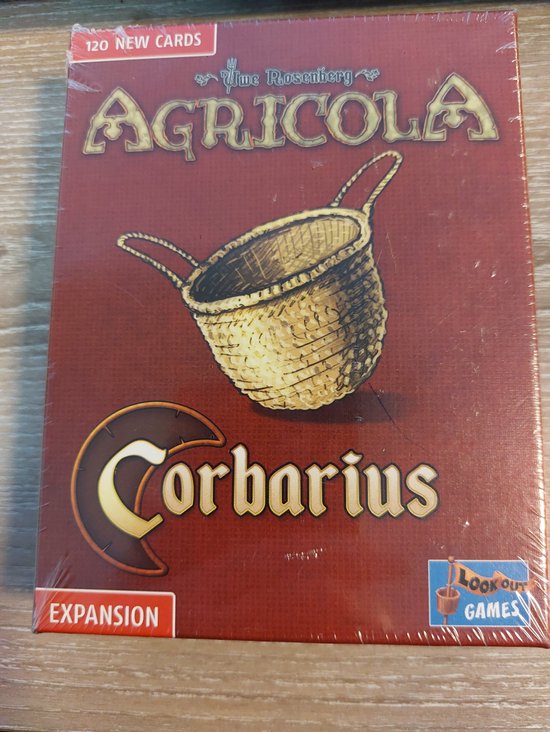 120 NEW CARDS
Uwe Rosenberg
AGRICOLA
Corbarius
EXPANSION
LOOK OUT
GAMES